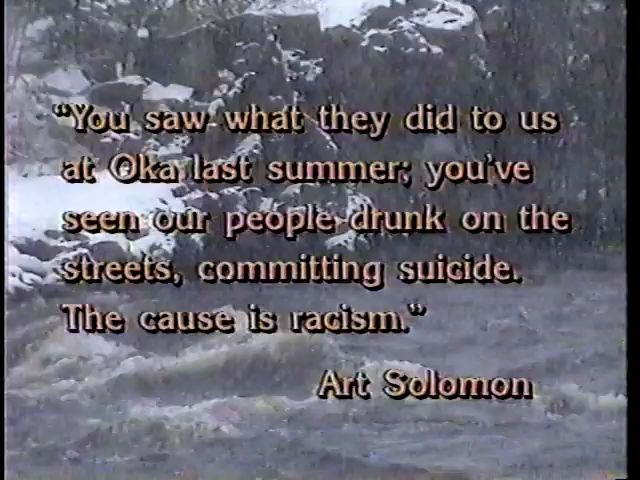 “You saw what they did to us
at Oka last summer; you've
seen our people drunk on the
streets, committing suicide.
The cause is racism.”
Art Solomon